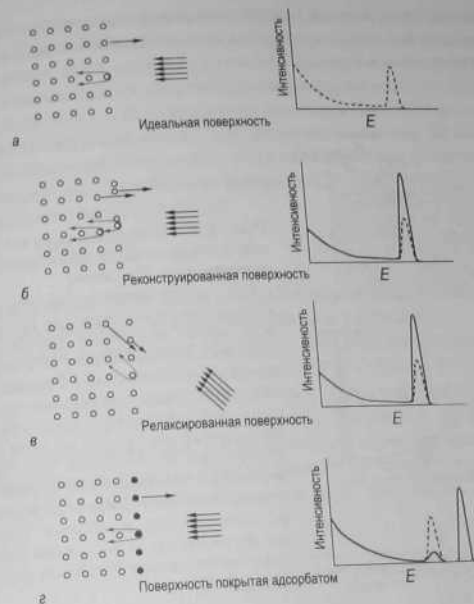 Интенсивность
E
Идеальная поверхность
а
Интенсивность
E
Реконструированная поверхность
б
Интенсивность
E
Релаксированная поверхность
в
Интенсивность
E
Поверхность покрытая адсорбатом
г